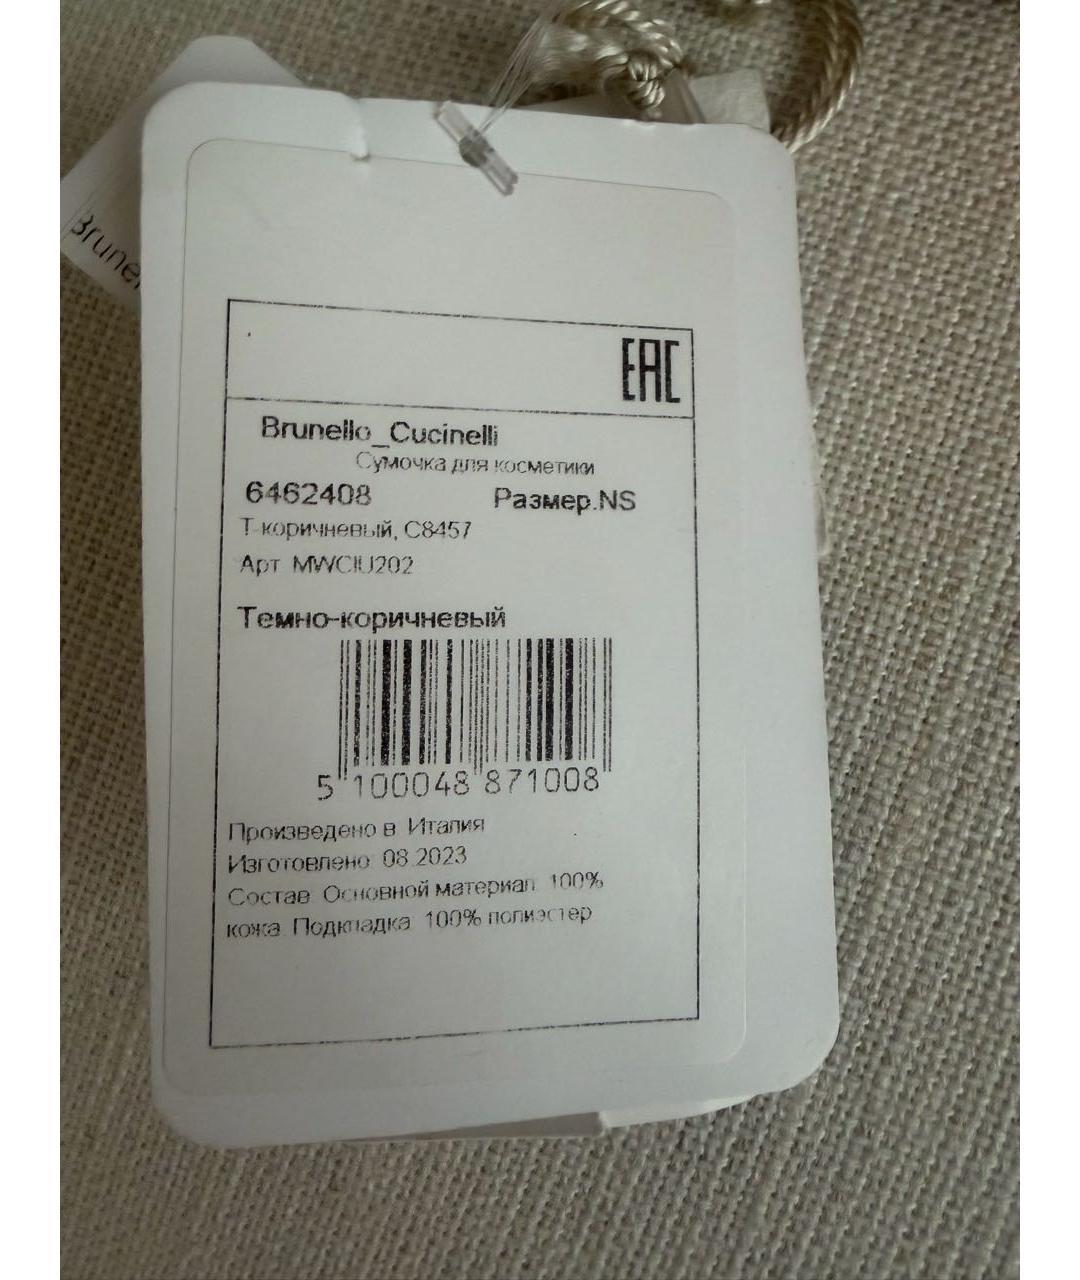 Brunel
EAC
Brunello_Cucinelli
Сумочка для косметики
6462408 Размер.NS
Т-коричневый, C8457
Арт MWCIU202
Темно-коричневый
5 100048 871008
Произведено в Италия
Изготовлено 08.2023
Состав Основной материал 100%
кожа Подкладка 100% полиэстер